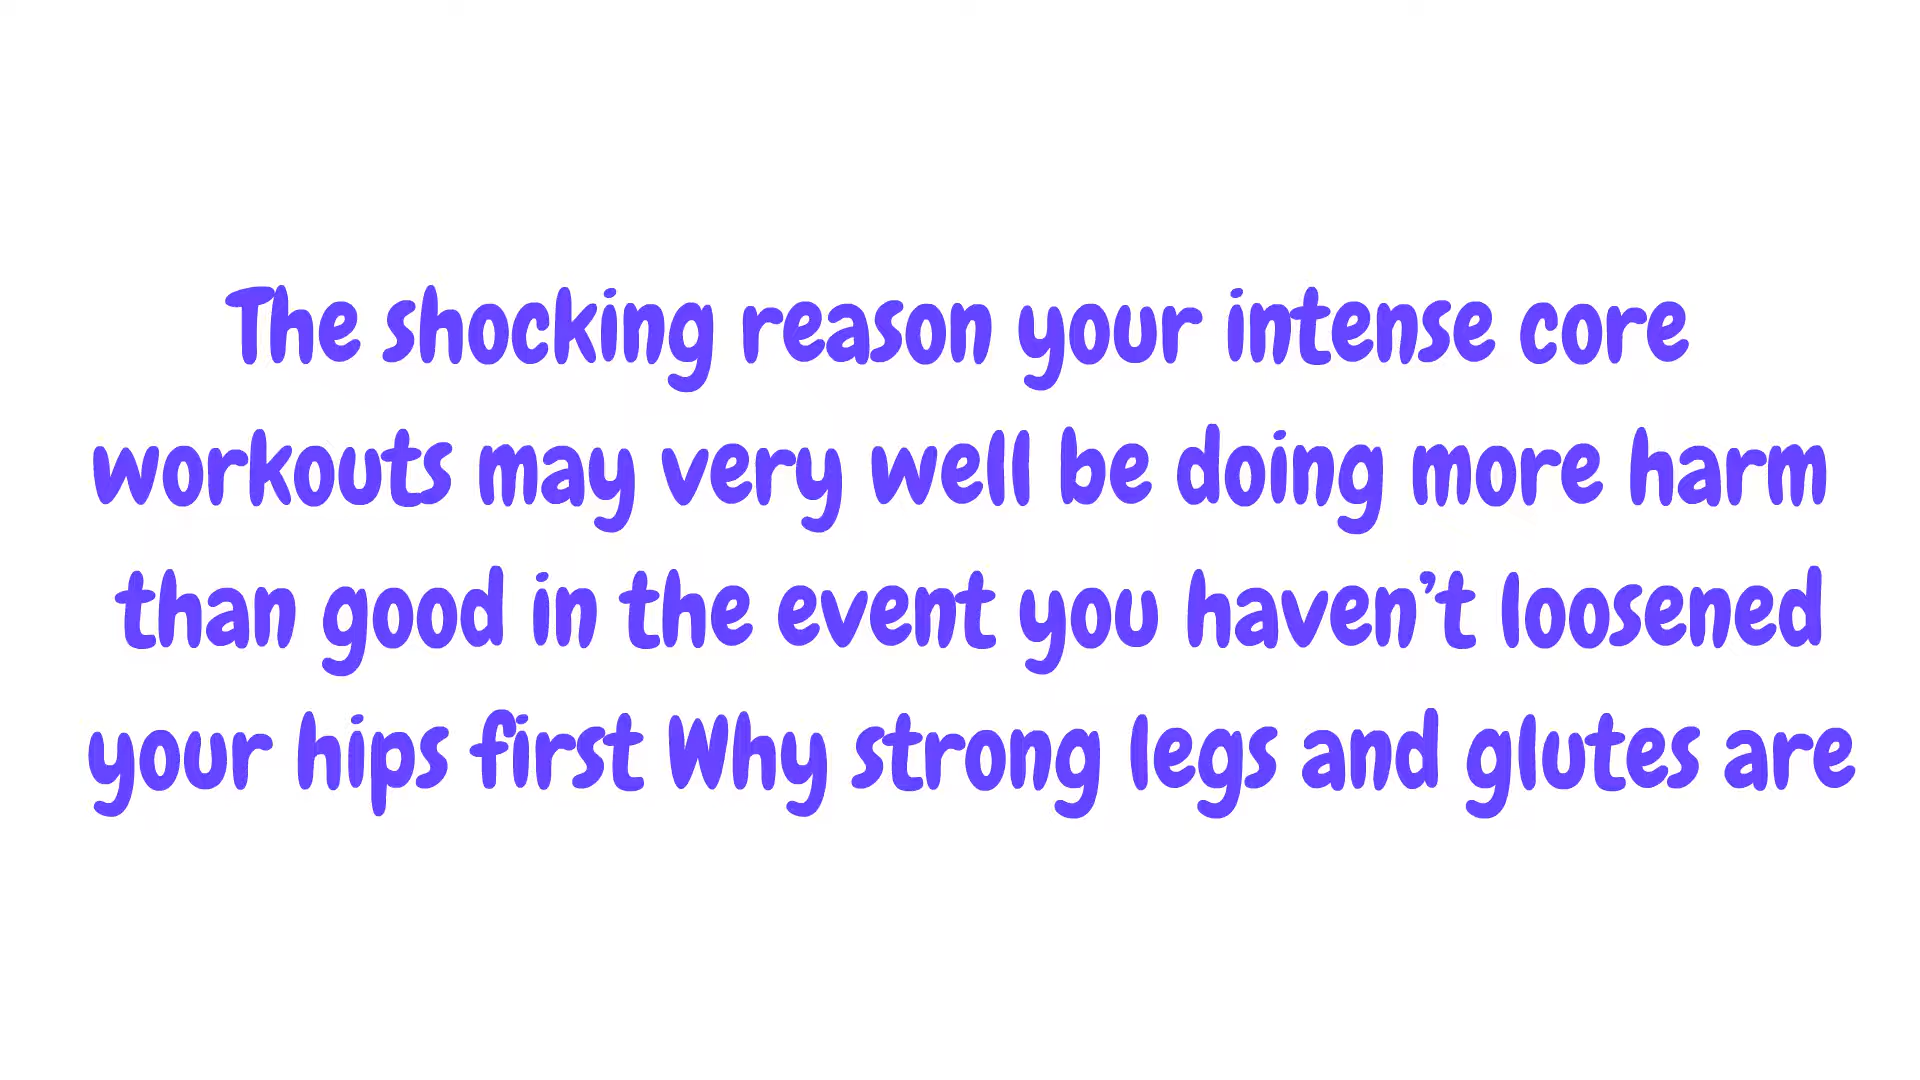 The shocking reason your intense core
workouts may very well be doing more harm
than good in the event you haven’t loosened
your hips first Why strong legs and glutes are